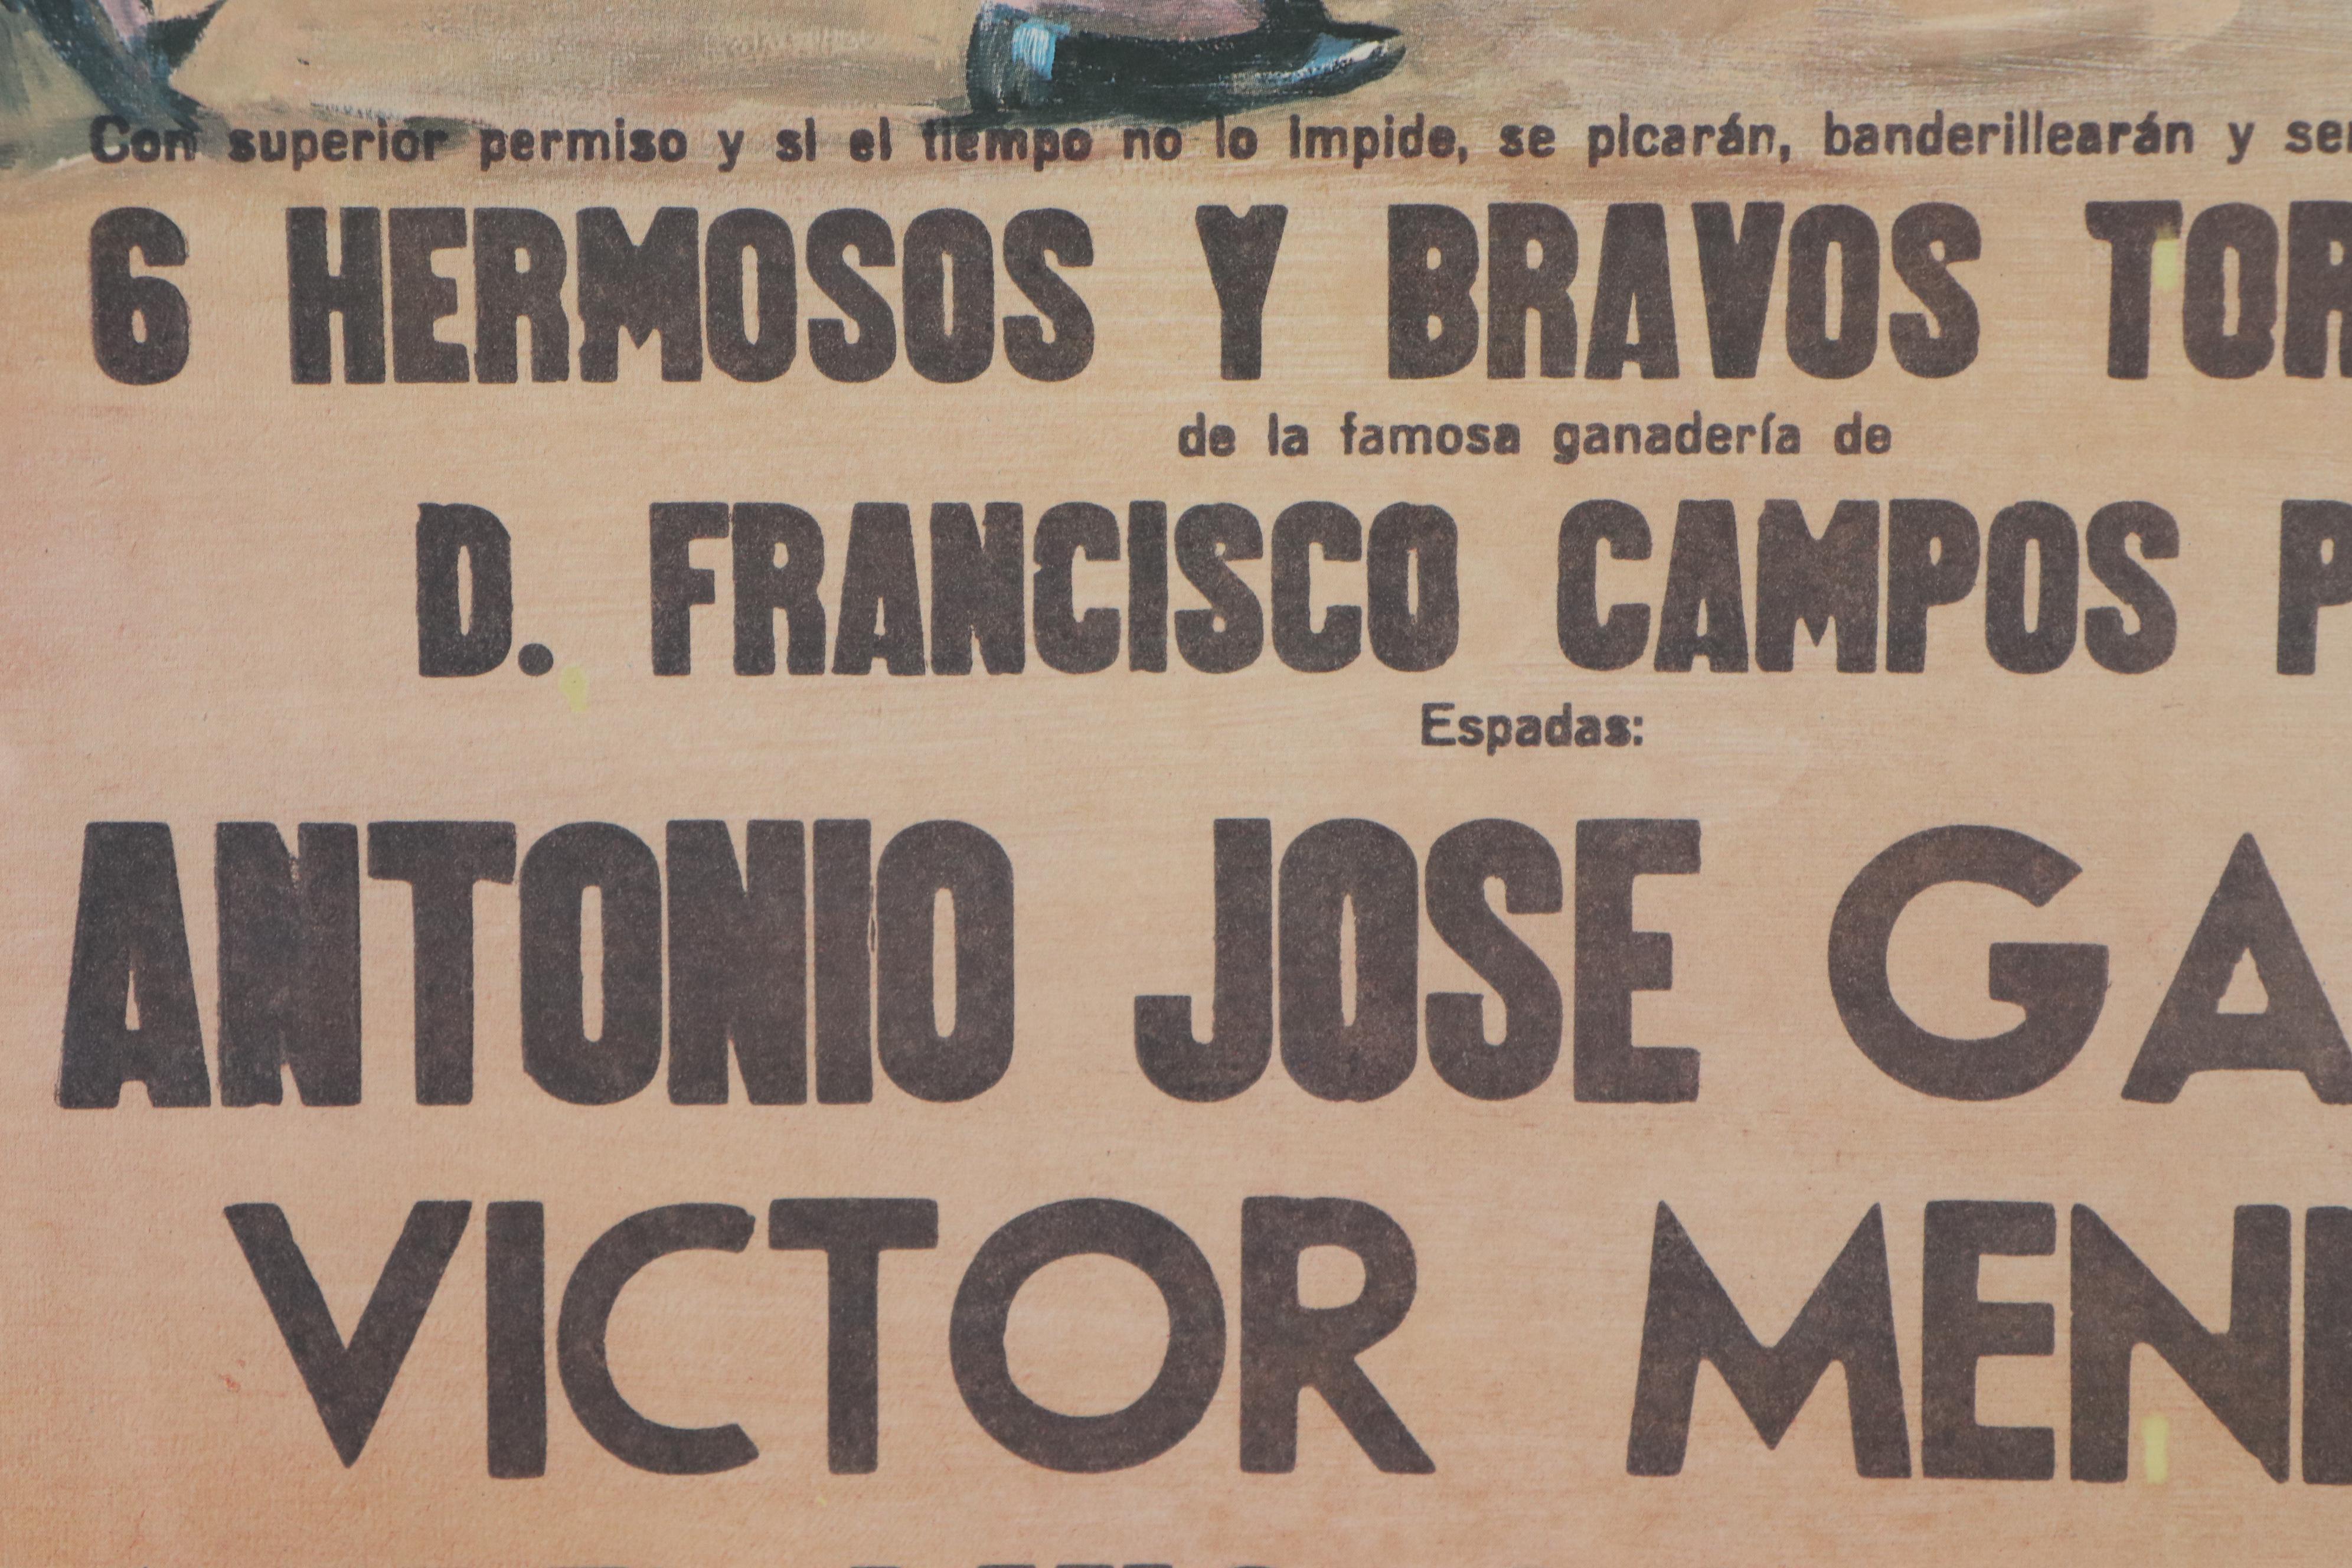 Con superior permiso y si el tiempo no lo impide, se picarán, banderillearán y
6 HERMOSOS Y BRAVOS
de la famosa ganadería de
D. FRANCISCO CAMPOS
Espadas:
ANTONIO JOSE
VICTOR